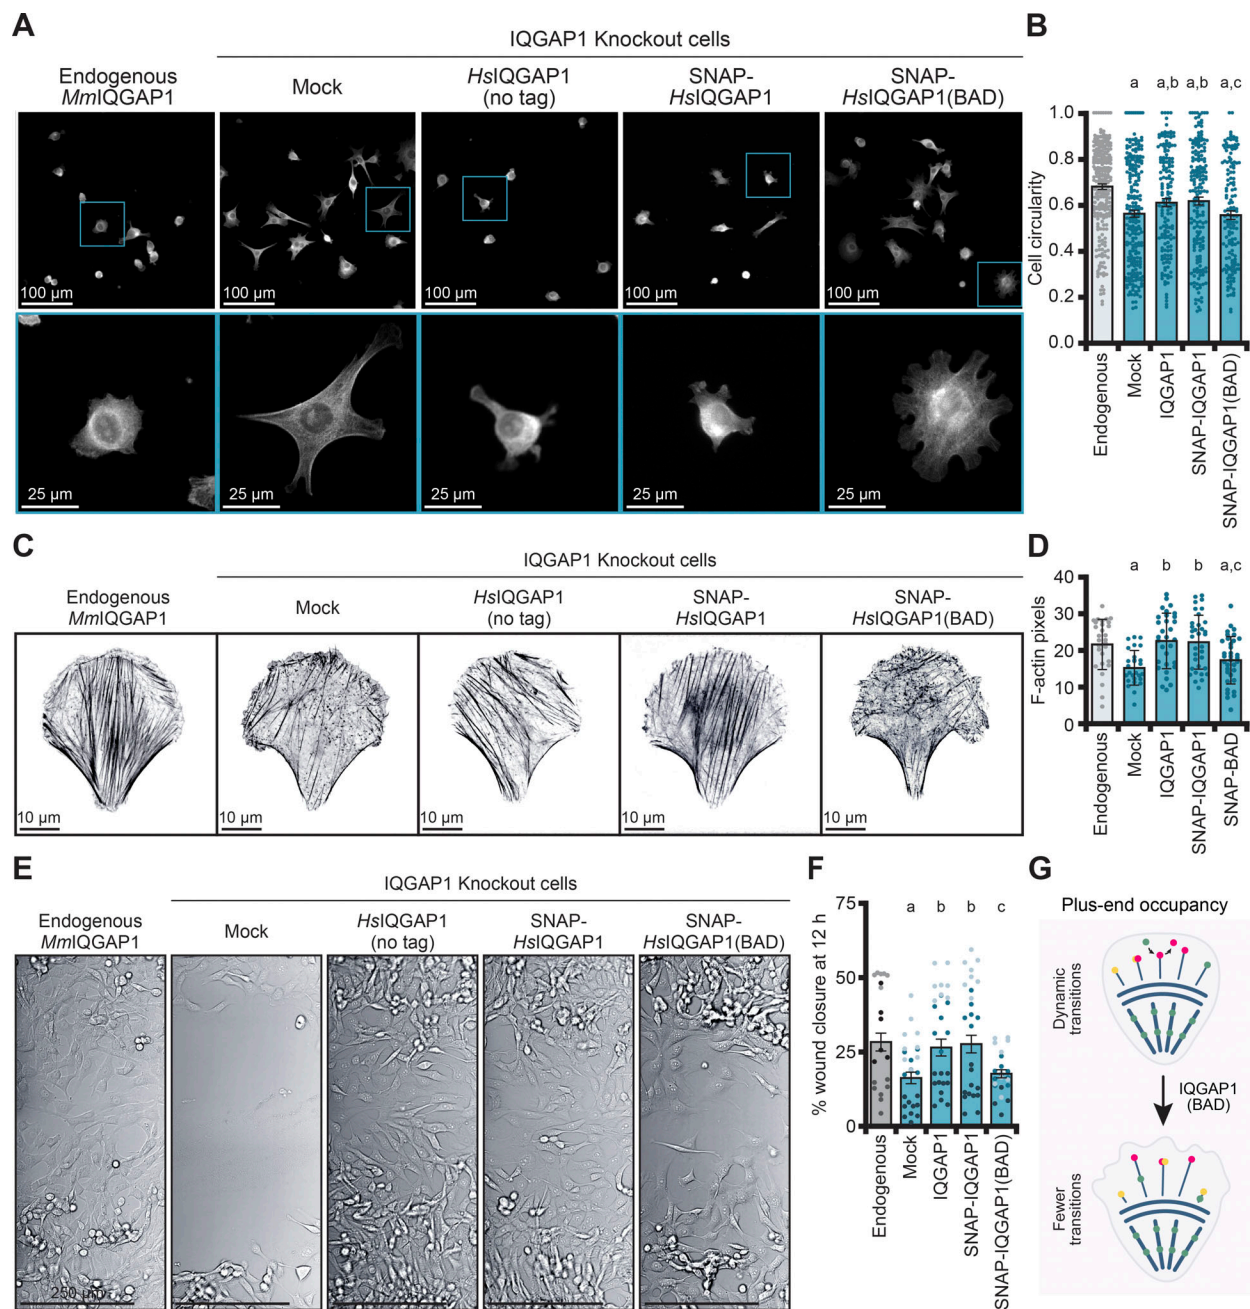 A
IQGAP1 Knockout cells
Endogenous
MmIQGAP1
Mock
HsIQGAP1
(no tag)
SNAP-
HsIQGAP1
SNAP-
HsIQGAP1(BAD)
100 µm
100 µm
100 µm
100 µm
100 µm
25 µm
25 µm
25 µm
25 µm
25 µm
B
a
a,b
a,b
a,c
Cell circularity
1.0
0.8
0.6
0.4
0.2
0.0
Endogenous
Mock
IQGAP1
SNAP-IQGAP1
SNAP-IQGAP1(BAD)
C
IQGAP1 Knockout cells
Endogenous
MmIQGAP1
Mock
HsIQGAP1
(no tag)
SNAP-
HsIQGAP1
SNAP-
HsIQGAP1(BAD)
10 µm
10 µm
10 µm
10 µm
10 µm
D
a
b
b
a,c
F-actin pixels
40
30
20
10
0
Endogenous
Mock
IQGAP1
SNAP-IQGAP1
SNAP-BAD
E
IQGAP1 Knockout cells
Endogenous
MmIQGAP1
Mock
HsIQGAP1
(no tag)
SNAP-
HsIQGAP1
SNAP-
HsIQGAP1(BAD)
250 µm
F
a
b
b
c
% wound closure at 12 h
75
50
25
0
Endogenous
Mock
IQGAP1
SNAP-IQGAP1
SNAP-IQGAP1(BAD)
G
Plus-end occupancy
Dynamic
transitions
IQGAP1
(BAD)
Fewer
transitions